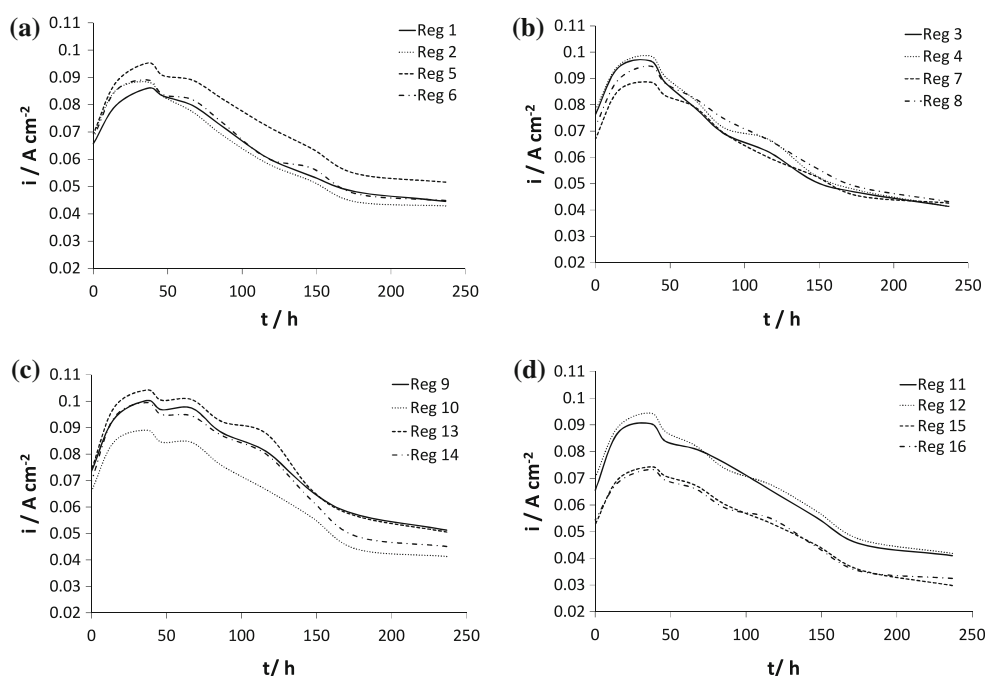 (a)
0.11
0.1
0.09
0.08
0.07
0.06
0.05
0.04
0.03
0.02
i / A cm-2
0 50 100 150 200 250
t / h
Reg 1
Reg 2
Reg 5
Reg 6
(b)
0.11
0.1
0.09
0.08
0.07
0.06
0.05
0.04
0.03
0.02
i / A cm-2
0 50 100 150 200 250
t / h
Reg 3
Reg 4
Reg 7
Reg 8
(c)
0.11
0.1
0.09
0.08
0.07
0.06
0.05
0.04
0.03
0.02
i / A cm-2
0 50 100 150 200 250
t/ h
Reg 9
Reg 10
Reg 13
Reg 14
(d)
0.11
0.1
0.09
0.08
0.07
0.06
0.05
0.04
0.03
0.02
i / A cm-2
0 50 100 150 200 250
t/ h
Reg 11
Reg 12
Reg 15
Reg 16